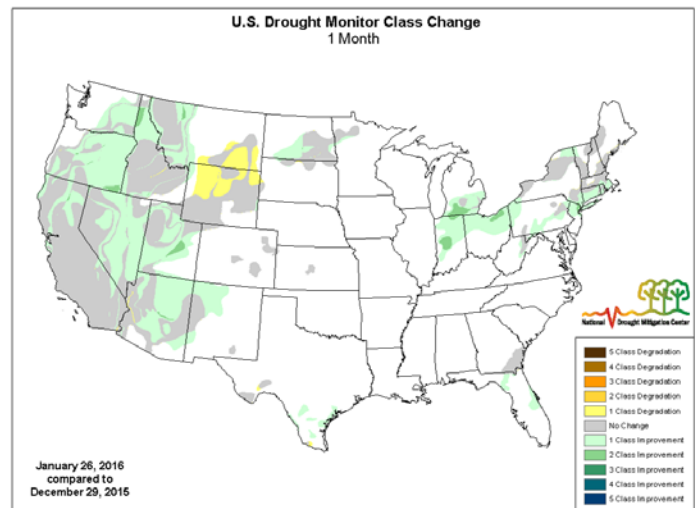 U.S. Drought Monitor Class Change
1 Month
National Drought Mitigation Center
5 Class Degradation
4 Class Degradation
3 Class Degradation
2 Class Degradation
1 Class Degradation
No Change
1 Class Improvement
2 Class Improvement
3 Class Improvement
4 Class Improvement
5 Class Improvement
January 26, 2016
compared to
December 29, 2015